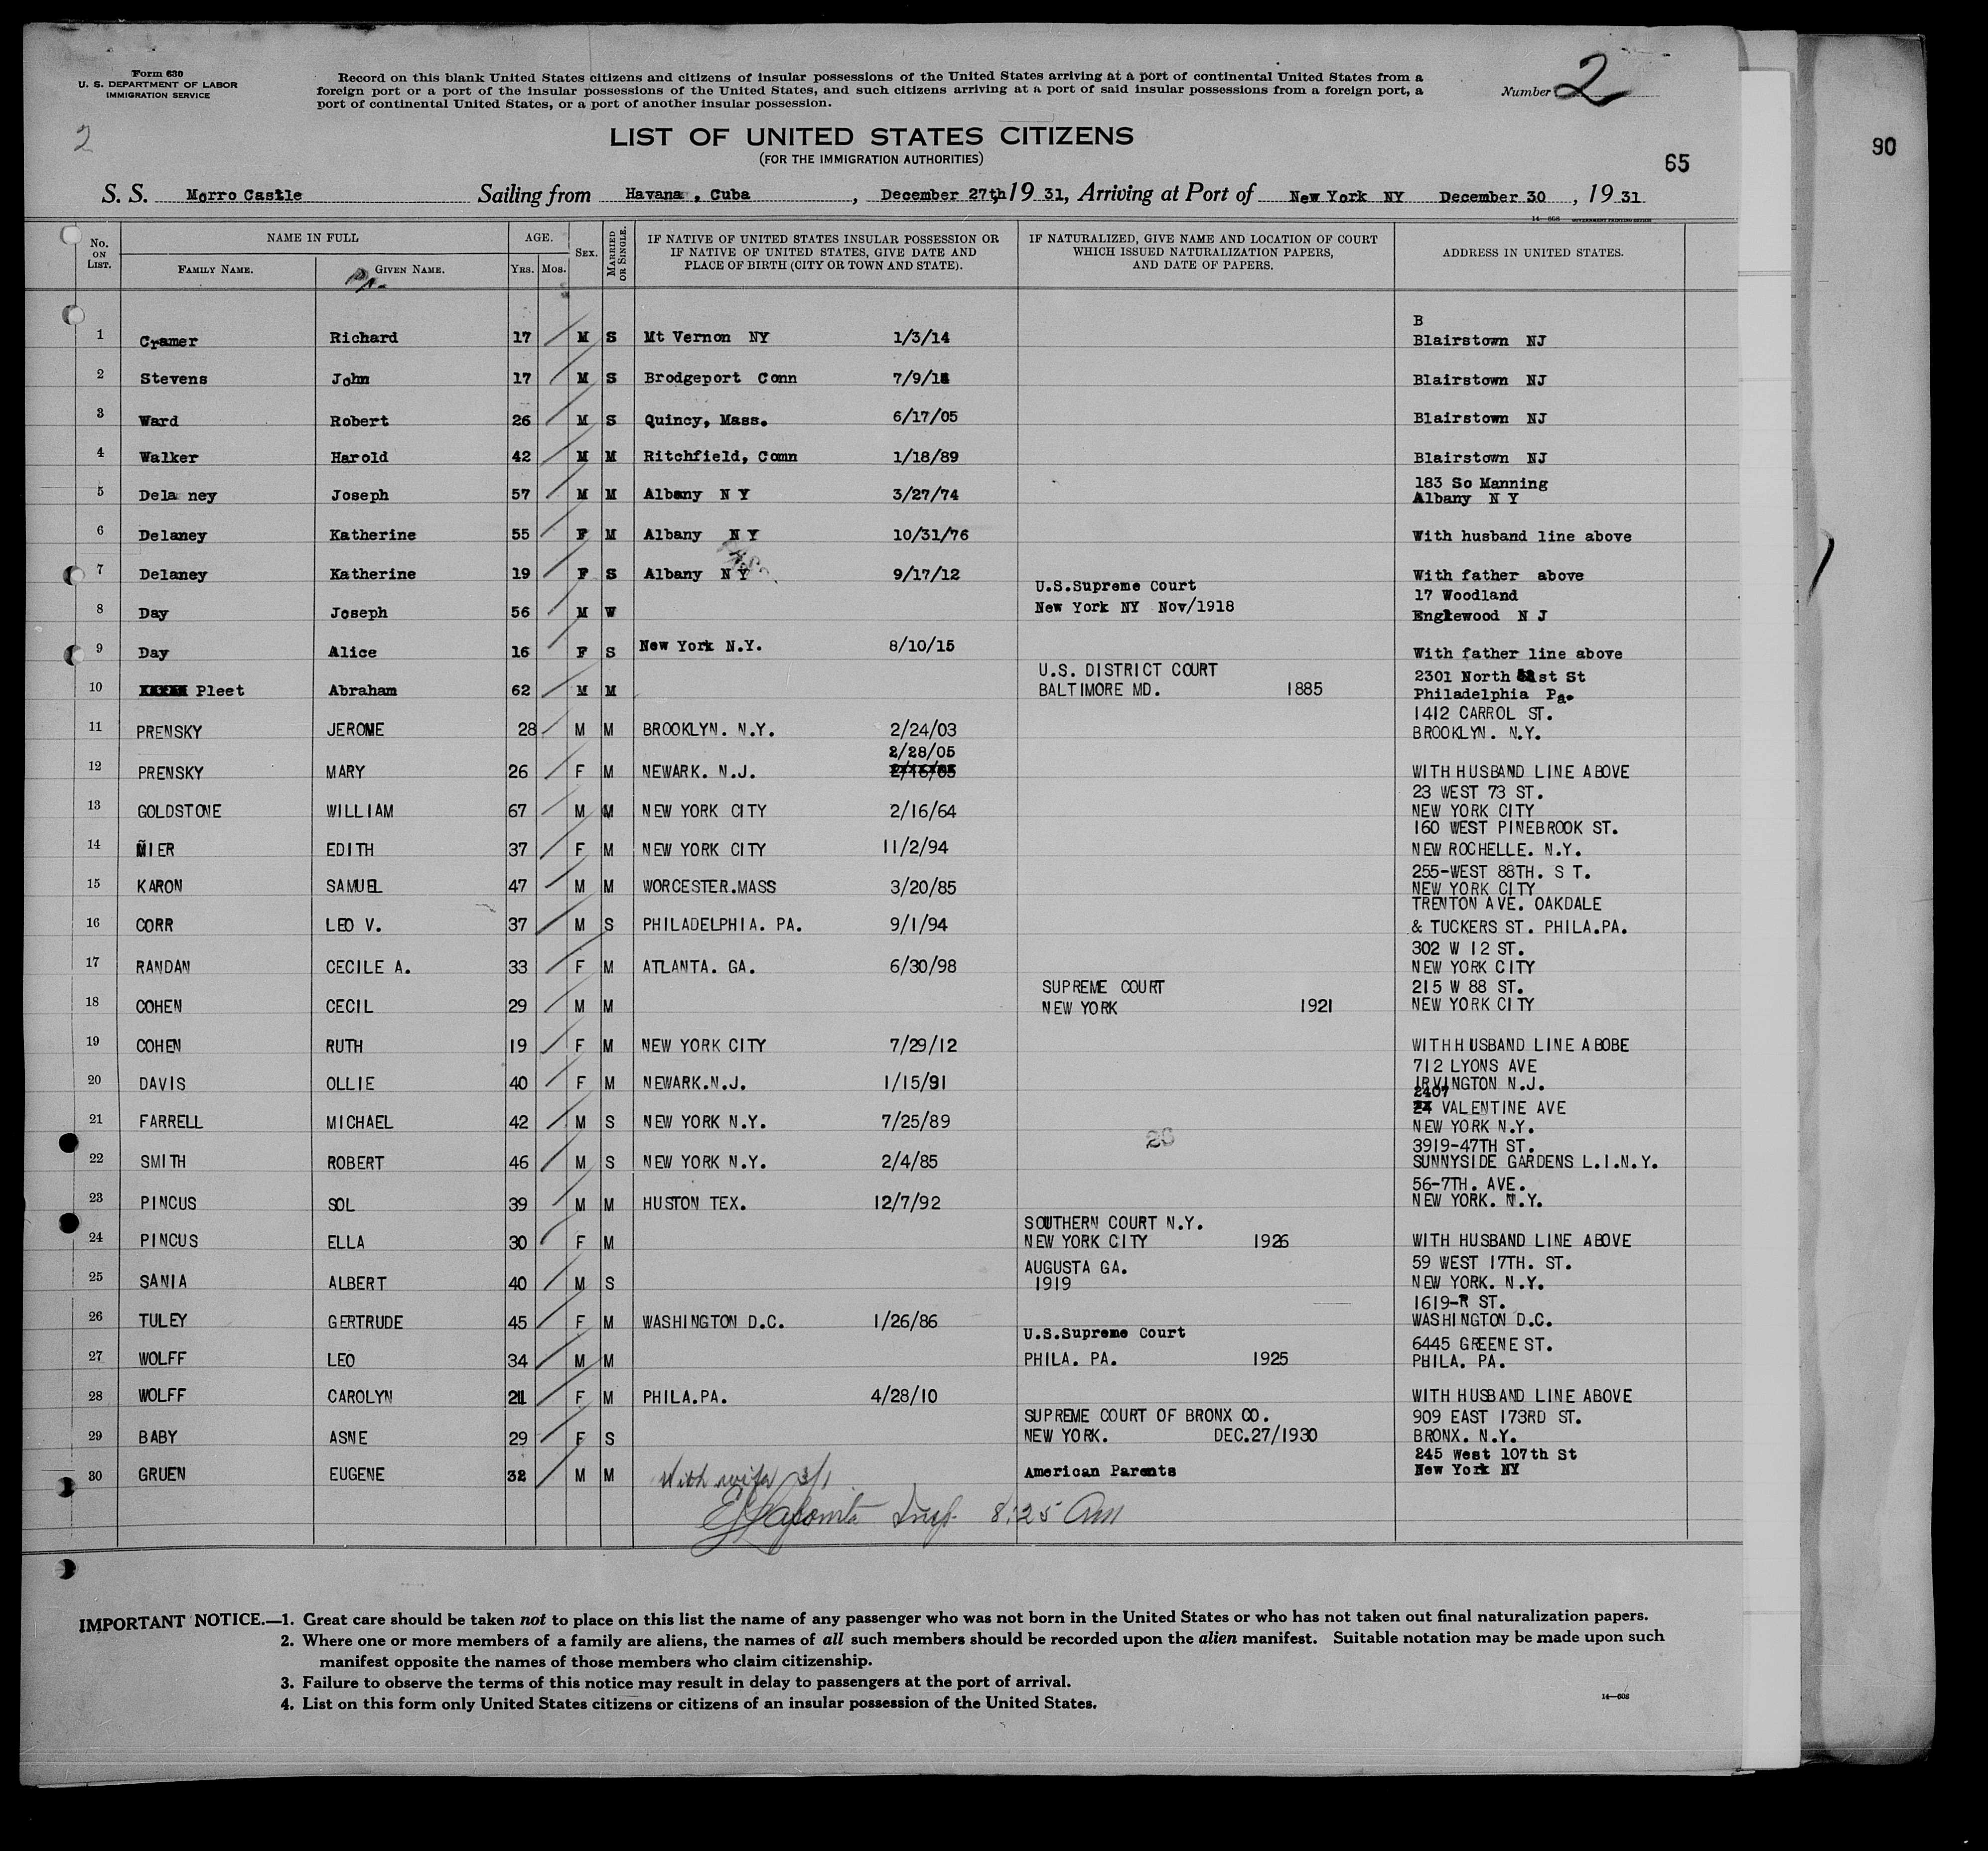 Form 630
U. S. DEPARTMENT OF LABOR
IMMIGRATION SERVICE
Record on this blank United States citizens and citizens of insular possessions of the United States arriving at a port of continental United States from a
foreign port or a port of the insular possessions of the United States, and such citizens arriving at a port of said insular possessions from a foreign port, a
port of continental United States, or a port of another insular possession.
Number 2
2
LIST OF UNITED STATES CITIZENS
(FOR THE IMMIGRATION AUTHORITIES)
65
90
S. S. Morro Castle Sailing from Havana , Cuba , December 27th, 19 31, Arriving at Port of New York NY December 30 , 19 31
No. ON LIST. NAME IN FULL AGE. SEX. MARRIED OR SINGLE. IF NATIVE OF UNITED STATES INSULAR POSSESSION OR IF NATIVE OF UNITED STATES, GIVE DATE AND PLACE OF BIRTH (CITY OR TOWN AND STATE). IF NATURALIZED, GIVE NAME AND LOCATION OF COURT WHICH ISSUED NATURALIZATION PAPERS, AND DATE OF PAPERS. ADDRESS IN UNITED STATES.
FAMILY NAME. GIVEN NAME. YRS. MOS.
B
1 Cramer Richard 17 M S Mt Vernon NY 1/3/14 Blairstown NJ
2 Stevens John 17 M S Brodgeport Conn 7/9/14 Blairstown NJ
3 Ward Robert 26 M S Quincy, Mass. 6/17/05 Blairstown NJ
4 Walker Harold 42 M M Ritchfield, Conn 1/18/89 Blairstown NJ
183 So Manning
5 Dela ney Joseph 57 M M Albany N Y 3/27/74 Albany N Y
6 Delaney Katherine 55 F M Albany N Y 10/31/76 With husband line above
7 Delaney Katherine 19 F S Albany N Y 9/17/12 With father above
U.S.Supreme Court 17 Woodland
8 Day Joseph 56 M W New York NY Nov/1918 Englewood N J
9 Day Alice 16 F S New York N.Y. 8/10/15 With father line above
U.S. DISTRICT COURT 2301 North st St
10 Pleet Abraham 62 M M BALTIMORE MD. 1885 Philadelphia Pa.
1412 CARROL ST.
11 PRENSKY JEROME 28 M M BROOKLYN. N.Y. 2/24/03 BROOKLYN. N.Y.
2/28/05
12 PRENSKY MARY 26 F M NEWARK. N.J. 2/16/05 WITH HUSBAND LINE ABOVE
23 WEST 73 ST.
13 GOLDSTONE WILLIAM 67 M M NEW YORK CITY 2/16/64 NEW YORK CITY
160 WEST PINEBROOK ST.
14 MIER EDITH 37 F M NEW YORK CITY 11/2/94 NEW ROCHELLE. N.Y.
255-WEST 88TH. S T.
15 KARON SAMUEL 47 M M WORCESTER.MASS 3/20/85 NEW YORK CITY
TRENTON AVE. OAKDALE
16 CORR LEO V. 37 M S PHILADELPHIA. PA. 9/1/94 & TUCKERS ST. PHILA.PA.
302 W 12 ST.
17 RANDAN CECILE A. 33 F M ATLANTA. GA. 6/30/98 NEW YORK CITY
SUPREME COURT 215 W 88 ST.
18 COHEN CECIL 29 M M NEW YORK 1921 NEW YORK CITY
19 COHEN RUTH 19 F M NEW YORK CITY 7/29/12 WITH HUSBAND LINE ABOBE
712 LYONS AVE
20 DAVIS OLLIE 40 F M NEWARK.N.J. 1/15/91 IRVINGTON N.J.
2407
24 VALENTINE AVE
21 FARRELL MICHAEL 42 M S NEW YORK N.Y. 7/25/89 NEW YORK N.Y.
26 3919-47TH ST.
22 SMITH ROBERT 46 M S NEW YORK N.Y. 2/4/85 SUNNYSIDE GARDENS L.I.N.Y.
56-7TH. AVE.
23 PINCUS SOL 39 M M HUSTON TEX. 12/7/92 NEW YORK. N.Y.
SOUTHERN COURT N.Y.
24 PINCUS ELLA 30 F M NEW YORK CITY 1926 WITH HUSBAND LINE ABOVE
AUGUSTA GA. 59 WEST 17TH. ST.
25 SANIA ALBERT 40 M S 1919 NEW YORK. N.Y.
1619-R ST.
26 TULEY GERTRUDE 45 F M WASHINGTON D.C. 1/26/86 WASHINGTON D.C.
U.S.Supreme Court 6445 GREENE ST.
27 WOLFF LEO 34 M M PHILA. PA. 1925 PHILA. PA.
28 WOLFF CAROLYN 21 F M PHILA.PA. 4/28/10 WITH HUSBAND LINE ABOVE
SUPREME COURT OF BRONX CO. 909 EAST 173RD ST.
29 BABY ASNE 29 F S NEW YORK. DEC.27/1930 BRONX. N.Y.
245 West 107th St
30 GRUEN EUGENE 32 M M With wife 3/1 American Parents New York NY
Insp. 8:25 Am
IMPORTANT NOTICE.—1. Great care should be taken not to place on this list the name of any passenger who was not born in the United States or who has not taken out final naturalization papers.
2. Where one or more members of a family are aliens, the names of all such members should be recorded upon the alien manifest. Suitable notation may be made upon such
manifest opposite the names of those members who claim citizenship.
3. Failure to observe the terms of this notice may result in delay to passengers at the port of arrival.
4. List on this form only United States citizens or citizens of an insular possession of the United States.
14—608